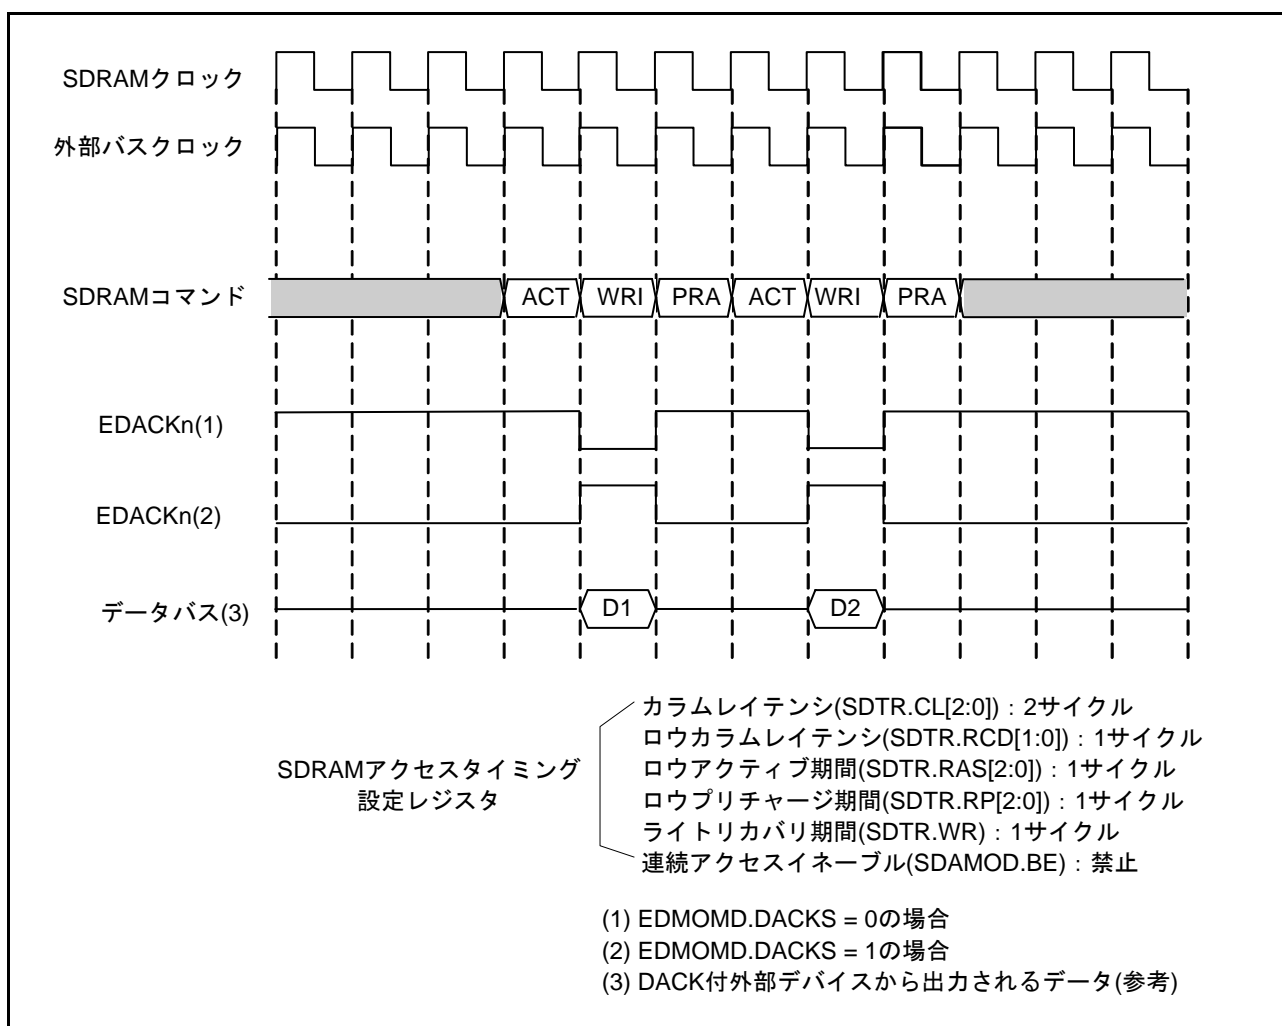 SDRAMクロック
外部バスクロック
SDRAMコマンド
ACT WRI PRA ACT WRI PRA
EDACKn(1)
EDACKn(2)
データバス(3)
D1 D2
SDRAMアクセスタイミング
設定レジスタ
カラムレイテンシ(SDTR.CL[2:0])：2サイクル
ロウカラムレイテンシ(SDTR.RCD[1:0])：1サイクル
ロウアクティブ期間(SDTR.RAS[2:0])：1サイクル
ロウプリチャージ期間(SDTR.RP[2:0])：1サイクル
ライトリカバリ期間(SDTR.WR)：1サイクル
連続アクセスイネーブル(SDAMOD.BE)：禁止
(1) EDMOMD.DACKS = 0の場合
(2) EDMOMD.DACKS = 1の場合
(3) DACK付外部デバイスから出力されるデータ(参考)